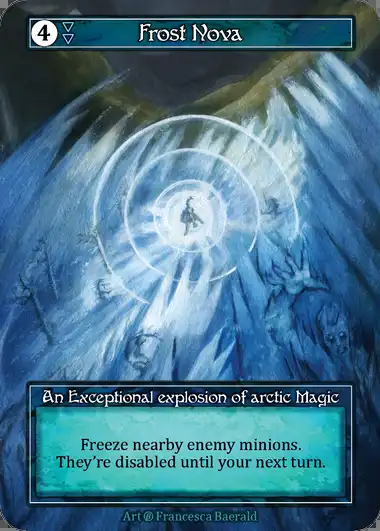 4
Frost Nova
An Exceptional explosion of arctic Magic
Freeze nearby enemy minions.
They're disabled until your next turn.
Art @ Francesca Baerald